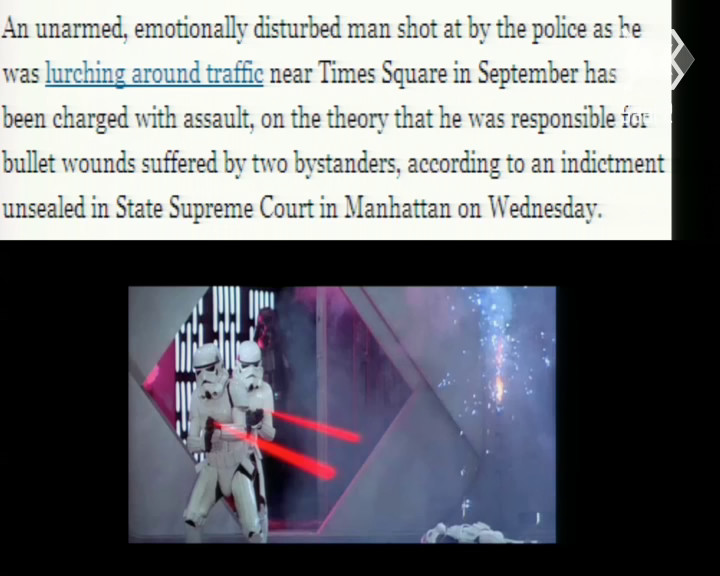 An unarmed, emotionally disturbed man shot at by the police as he
was lurching around traffic near Times Square in September has
been charged with assault, on the theory that he was responsible for
bullet wounds suffered by two bystanders, according to an indictment
unsealed in State Supreme Court in Manhattan on Wednesday.